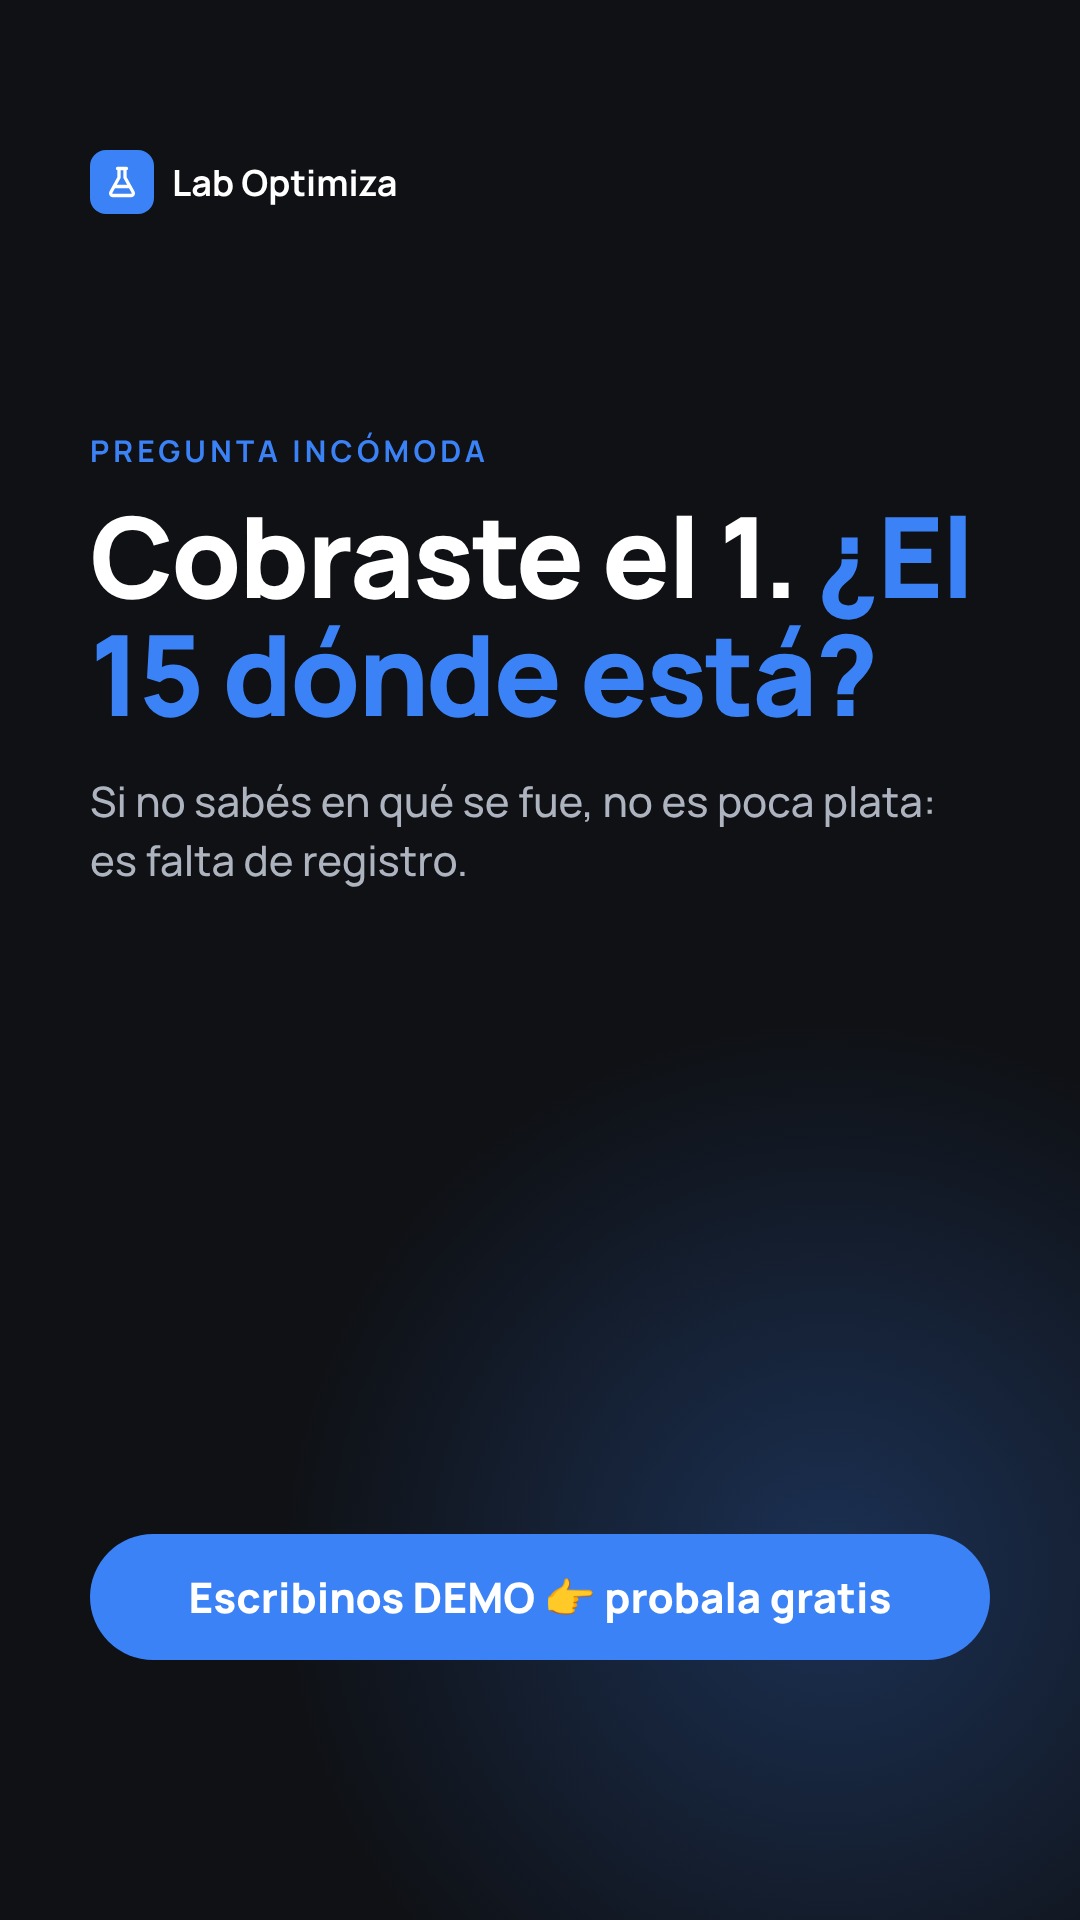 Lab Optimiza
PREGUNTA INCÓMODA
Cobraste el 1. ¿El
15 dónde está?
Si no sabés en qué se fue, no es poca plata:
es falta de registro.
Escribinos DEMO 👉 probala gratis